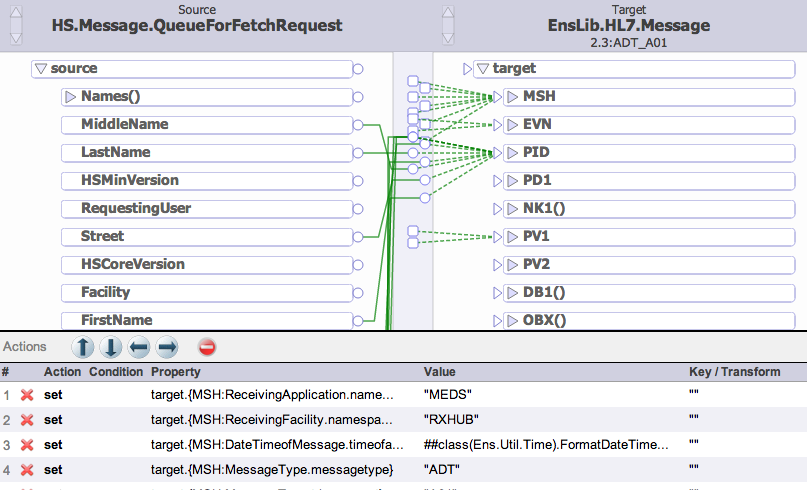 Source
HS.Message.QueueForFetchRequest
Target
EnsLib.HL7.Message
2.3:ADT_A01
source
target
Names()
MSH
MiddleName
EVN
LastName
PID
HSMinVersion
PD1
RequestingUser
NK1()
Street
PV1
HSCoreVersion
PV2
Facility
DB1()
FirstName
OBX()
Actions
# Action Condition Property Value Key / Transform
1 set target.{MSH:ReceivingApplication.name... "MEDS" ""
2 set target.{MSH:ReceivingFacility.namespa... "RXHUB" ""
3 set target.{MSH:DateTimeofMessage.timeofa... ##class(Ens.Util.Time).FormatDateTime... ""
4 set target.{MSH:MessageType.messagetype} "ADT" ""